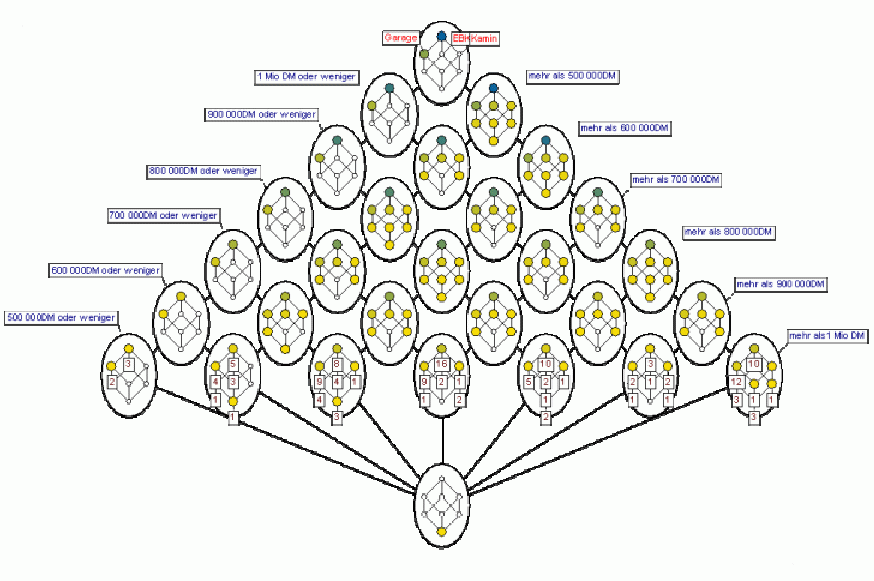 Garage EBKKamin
1 Mio DM oder weniger
mehr als 500 000DM
900 000DM oder weniger
mehr als 600 000DM
800 000DM oder weniger
mehr als 700 000DM
700 000DM oder weniger
mehr als 800 000DM
600 000DM oder weniger
mehr als 900 000DM
500 000DM oder weniger
mehr als1 Mio DM
3 5 8 16 10 3 10
2 4 3 9 4 1 9 2 1 5 2 1 2 1 2 12
1 4 1 2 1 1 1 3 1 1
1 3 2 3